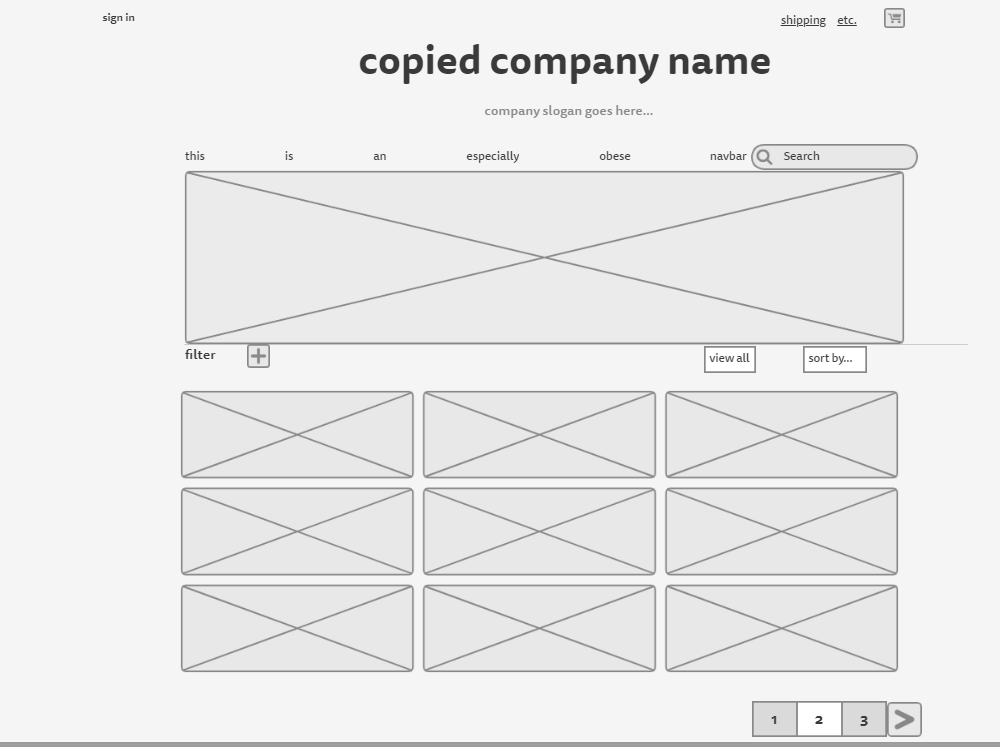 sign in
shipping etc.
copied company name
company slogan goes here...
this is an especially obese navbar Search
filter view all sort by...
1 2 3